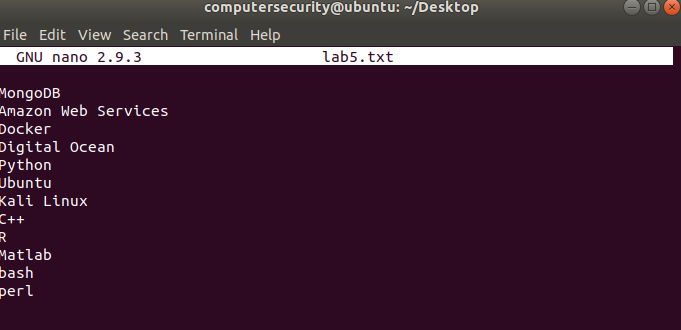 computersecurity@ubuntu: ~/Desktop
File Edit View Search Terminal Help
GNU nano 2.9.3 lab5.txt
MongoDB
Amazon Web Services
Docker
Digital Ocean
Python
Ubuntu
Kali Linux
C++
R
Matlab
bash
perl